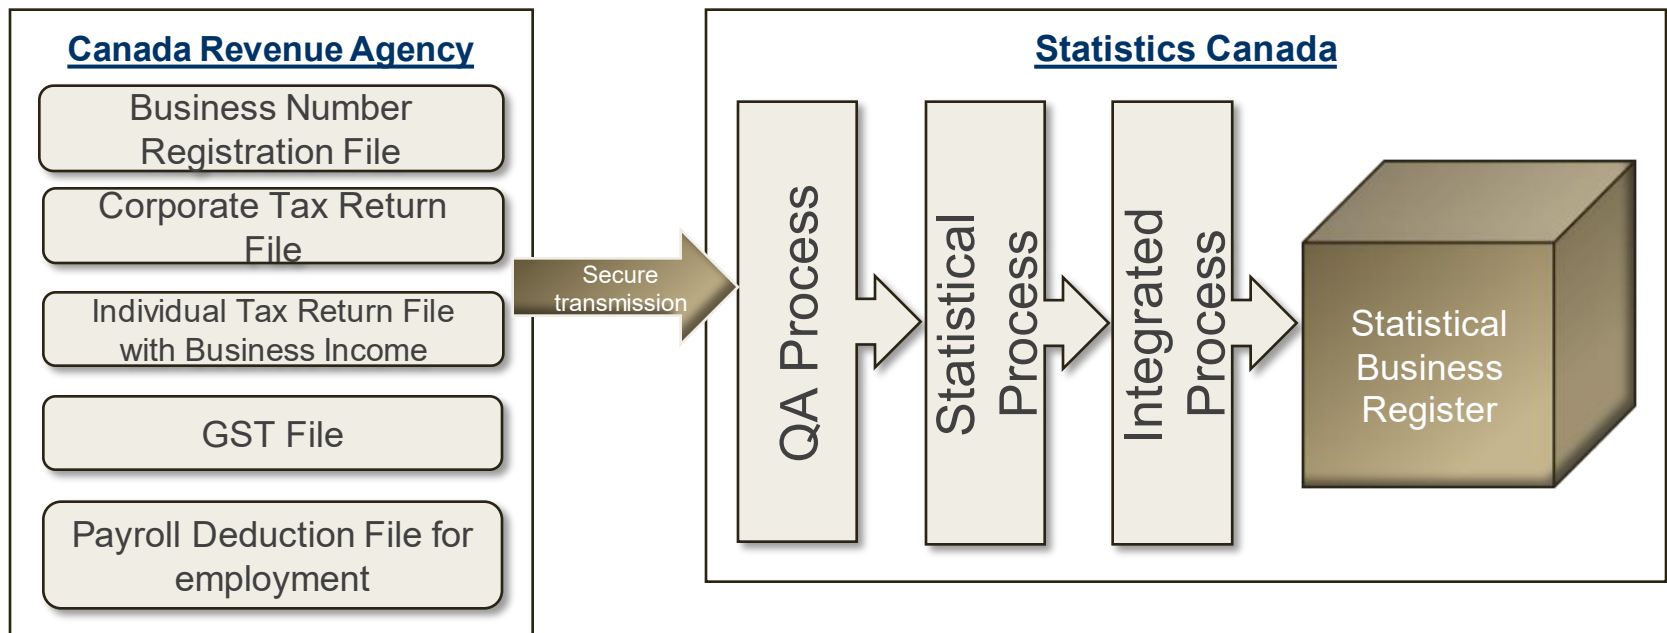 Canada Revenue Agency
Business Number
Registration File
Corporate Tax Return
File
Individual Tax Return File
with Business Income
GST File
Payroll Deduction File for
employment
Secure
transmission
Statistics Canada
QA Process
Statistical
Process
Integrated
Process
Statistical
Business
Register